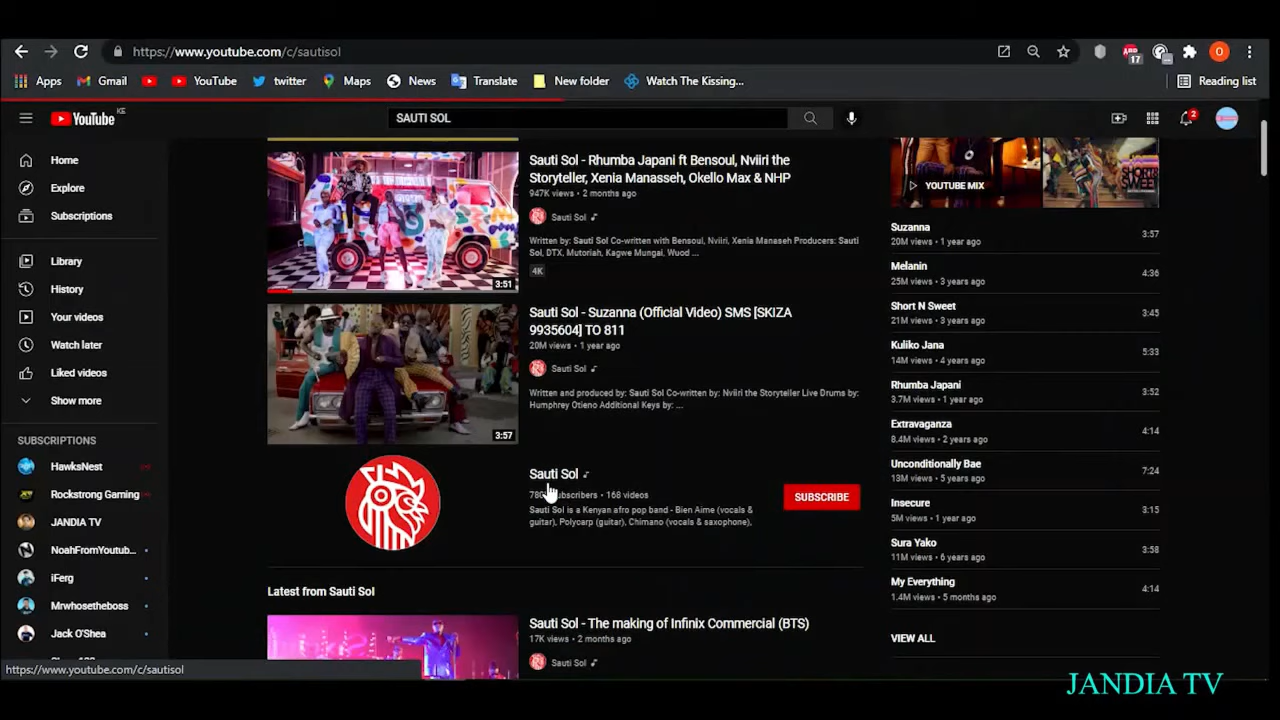 https://www.youtube.com/c/sautisol
ABP
17
O
Apps
Gmail
YouTube
twitter
Maps
News
Translate
New folder
Watch The Kissing...
Reading list
YouTube KE
SAUTI SOL
2
Home
Explore
Subscriptions
Library
History
Your videos
Watch later
Liked videos
Show more
SUBSCRIPTIONS
HawksNest
Rockstrong Gaming
JANDIA TV
NoahFromYoutub...
iFerg
Mrwhosetheboss
Jack O'Shea
https://www.youtube.com/c/sautisol
3:51
Sauti Sol - Rhumba Japani ft Bensoul, Nviiri the
Storyteller, Xenia Manasseh, Okello Max & NHP
947K views • 2 months ago
Sauti Sol
Written by: Sauti Sol Co-written with Bensoul, Nviiri, Xenia Manaseh Producers: Sauti
Sol, DTX, Mutoriah, Kagwe Mungai, Wuod ...
4K
3:57
Sauti Sol - Suzanna (Official Video) SMS [SKIZA
9935604] TO 811
20M views • 1 year ago
Sauti Sol
Written and produced by: Sauti Sol Co-written by: Nviiri the Storyteller Live Drums by:
Humphrey Otieno Additional Keys by: ...
Sauti Sol
subscribers • 168 videos
Sauti Sol is a Kenyan afro pop band - Bien Aime (vocals &
guitar), Polycarp (guitar), Chimano (vocals & saxophone),
SUBSCRIBE
Latest from Sauti Sol
Sauti Sol - The making of Infinix Commercial (BTS)
17K views • 2 months ago
Sauti Sol
YOUTUBE MIX
SHORT&
SWEET
Suzanna
20M views • 1 year ago
3:57
Melanin
25M views • 3 years ago
4:36
Short N Sweet
21M views • 3 years ago
3:45
Kuliko Jana
14M views • 4 years ago
5:33
Rhumba Japani
3.7M views • 1 year ago
3:52
Extravaganza
8.4M views • 2 years ago
4:14
Unconditionally Bae
13M views • 5 years ago
7:24
Insecure
5M views • 1 year ago
3:15
Sura Yako
11M views • 6 years ago
3:58
My Everything
1.4M views • 5 months ago
4:14
VIEW ALL
JANDIA TV